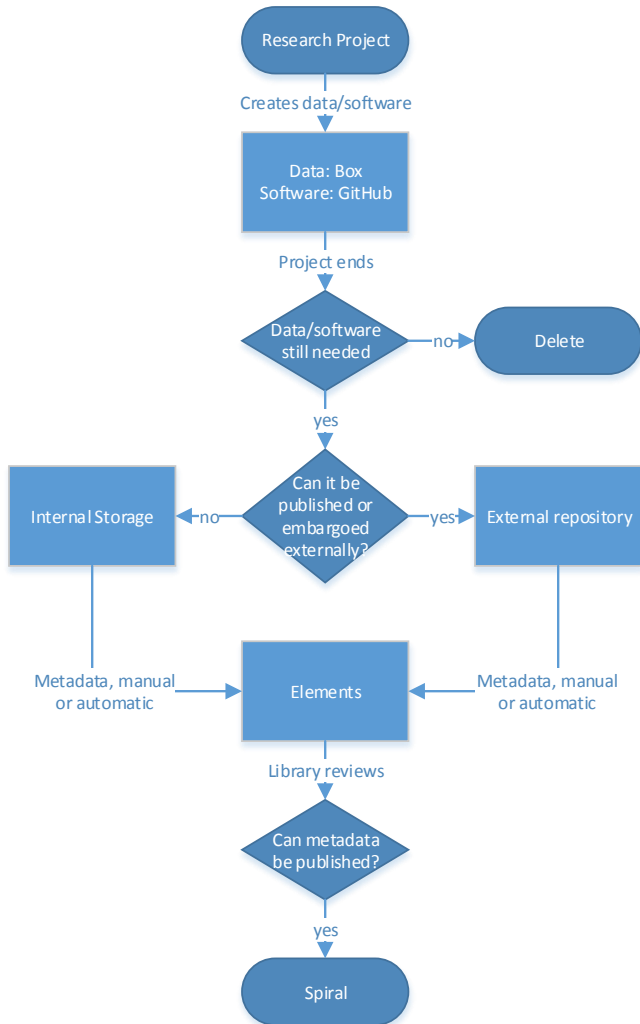 Research Project
Creates data/software
Data: Box
Software: GitHub
Project ends
Data/software
still needed
no
Delete
yes
Can it be
published or
embargoed
externally?
no
Internal Storage
yes
External repository
Metadata, manual
or automatic
Elements
Metadata, manual
or automatic
Library reviews
Can metadata
be published?
yes
Spiral